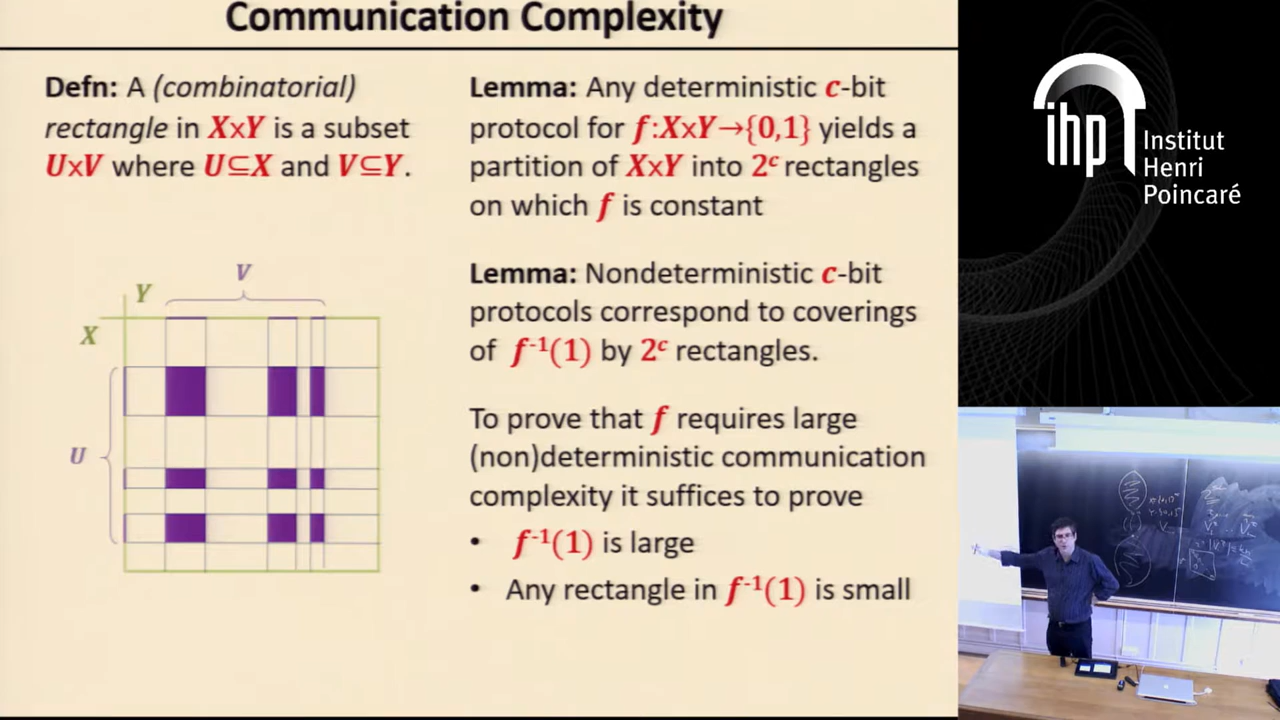 Communication Complexity
Defn: A (combinatorial)
rectangle in X×Y is a subset
U×V where U⊆X and V⊆Y.
V
Y
X
U
Lemma: Any deterministic c-bit
protocol for f:X×Y→{0,1} yields a
partition of X×Y into 2ᶜ rectangles
on which f is constant
Lemma: Nondeterministic c-bit
protocols correspond to coverings
of f⁻¹(1) by 2ᶜ rectangles.
To prove that f requires large
(non)deterministic communication
complexity it suffices to prove
• f⁻¹(1) is large
• Any rectangle in f⁻¹(1) is small
ihp
Institut
Henri
Poincaré